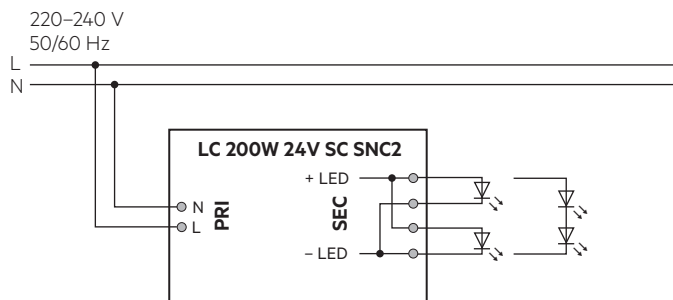 220–240 V
50/60 Hz
L
N
LC 200W 24V SC SNC2
+ LED
N
L
PRI
SEC
– LED